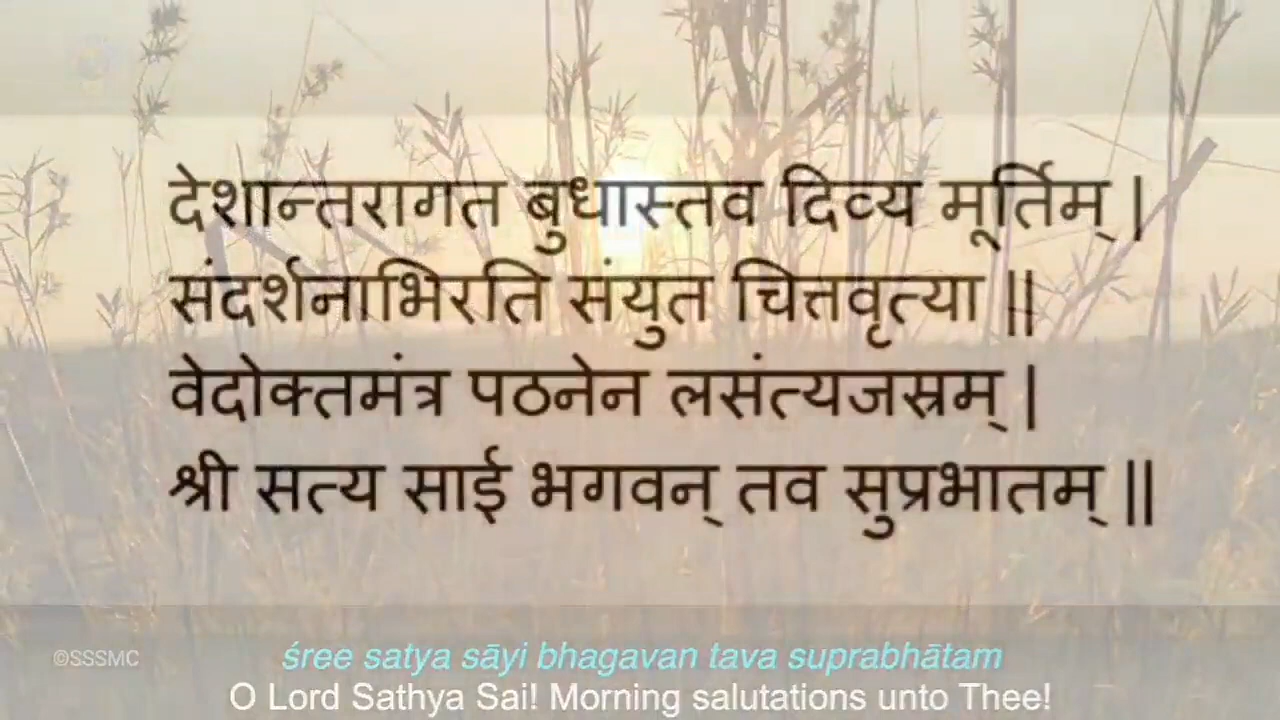 देशान्तरागत बुधास्तव दिव्य मूर्तिम् |
संदर्शनाभिरति संयुत चित्तवृत्या ||
वेदोक्तमंत्र पठनेन लसंत्यजस्रम् |
श्री सत्य साई भगवन् तव सुप्रभातम् ||
©SSSMC
śree satya sāyi bhagavan tava suprabhātam
O Lord Sathya Sai! Morning salutations unto Thee!